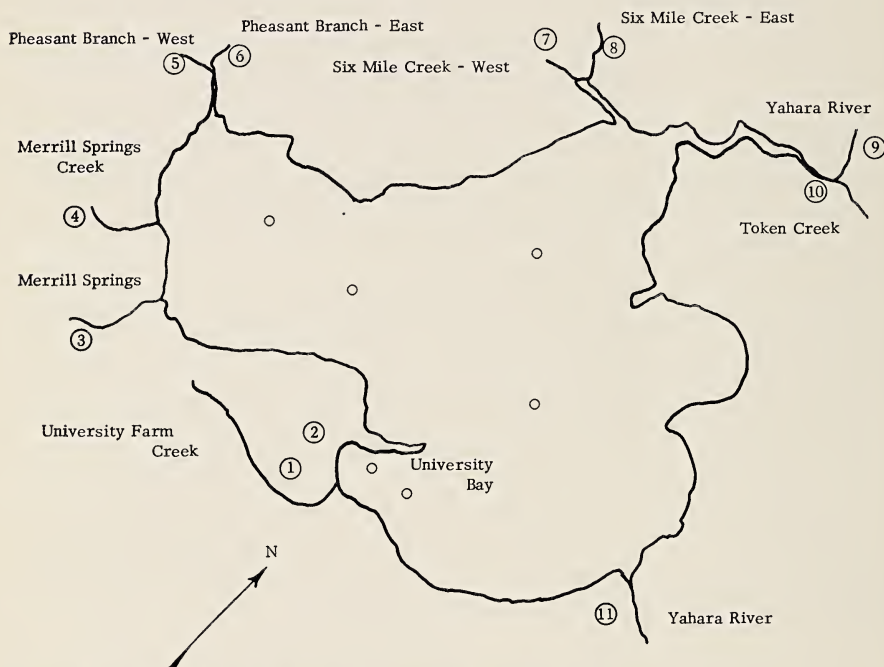 Pheasant Branch - West
Pheasant Branch - East
Six Mile Creek - East
⑤
⑥
⑦
⑧
Six Mile Creek - West
Yahara River
⑨
Merrill Springs
Creek
⑩
④
Token Creek
Merrill Springs
③
University Farm
Creek
②
①
University
Bay
N
⑪
Yahara River